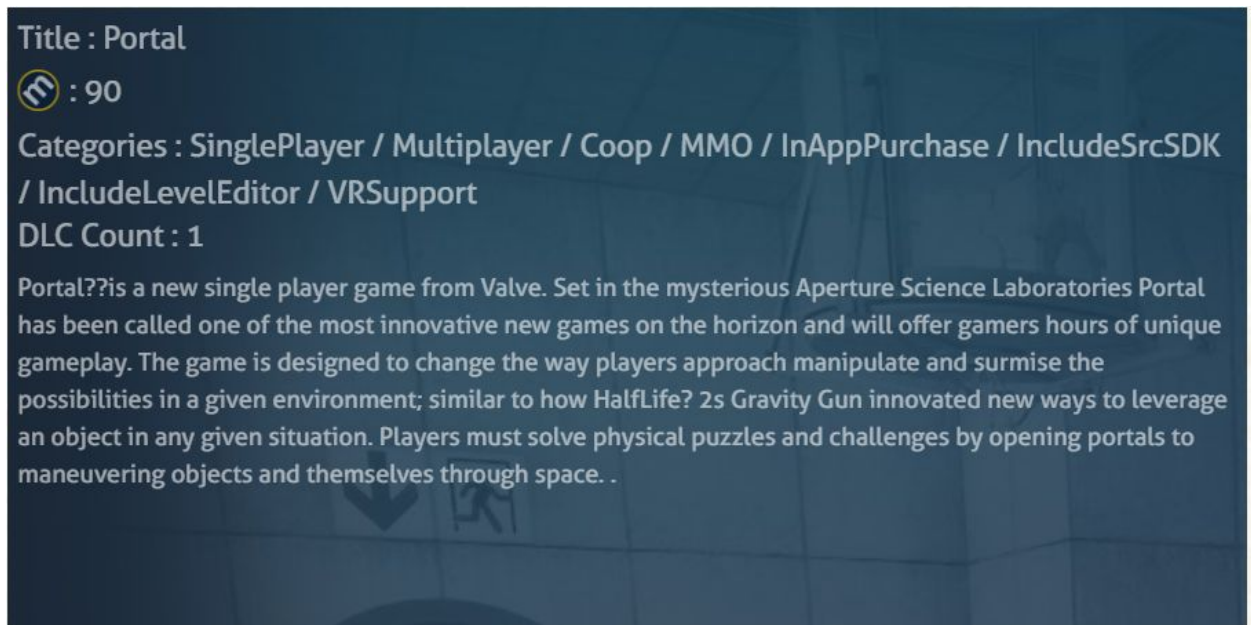 Title : Portal
m : 90
Categories : SinglePlayer / Multiplayer / Coop / MMO / InAppPurchase / IncludeSrcSDK
/ IncludeLevelEditor / VRSupport
DLC Count : 1
Portal??is a new single player game from Valve. Set in the mysterious Aperture Science Laboratories Portal
has been called one of the most innovative new games on the horizon and will offer gamers hours of unique
gameplay. The game is designed to change the way players approach manipulate and surmise the
possibilities in a given environment; similar to how HalfLife? 2s Gravity Gun innovated new ways to leverage
an object in any given situation. Players must solve physical puzzles and challenges by opening portals to
maneuvering objects and themselves through space. .